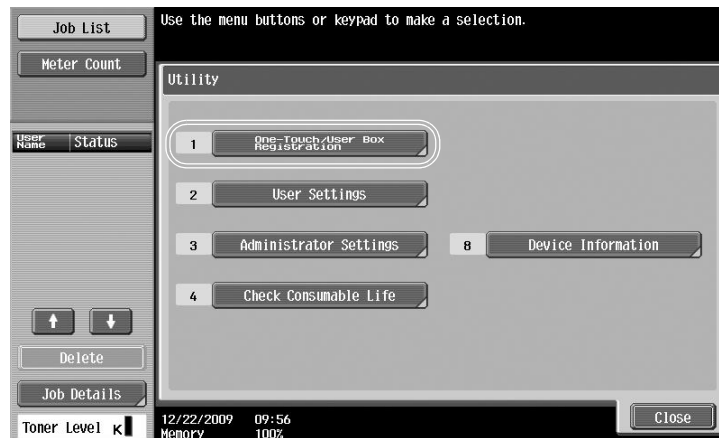 Job List
Meter Count
User Name Status
Delete
Job Details
Toner Level K
Use the menu buttons or keypad to make a selection.
Utility
1 One-Touch/User Box
Registration
2 User Settings
3 Administrator Settings
8 Device Information
4 Check Consumable Life
12/22/2009 09:56
Memory 100%
Close